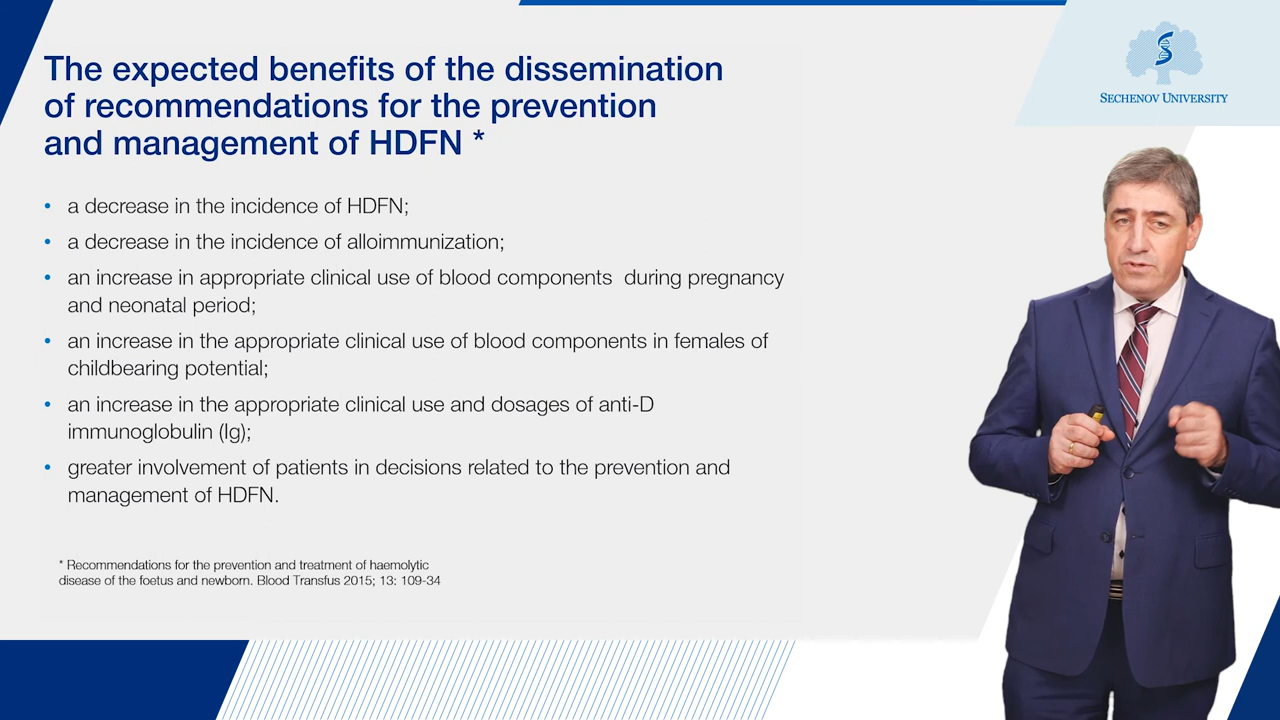 The expected benefits of the dissemination
of recommendations for the prevention
and management of HDFN *
• a decrease in the incidence of HDFN;
• a decrease in the incidence of alloimmunization;
• an increase in appropriate clinical use of blood components during pregnancy
and neonatal period;
• an increase in the appropriate clinical use of blood components in females of
childbearing potential;
• an increase in the appropriate clinical use and dosages of anti-D
immunoglobulin (Ig);
• greater involvement of patients in decisions related to the prevention and
management of HDFN.
* Recommendations for the prevention and treatment of haemolytic
disease of the foetus and newborn. Blood Transfus 2015; 13: 109-34
SECHENOV UNIVERSITY